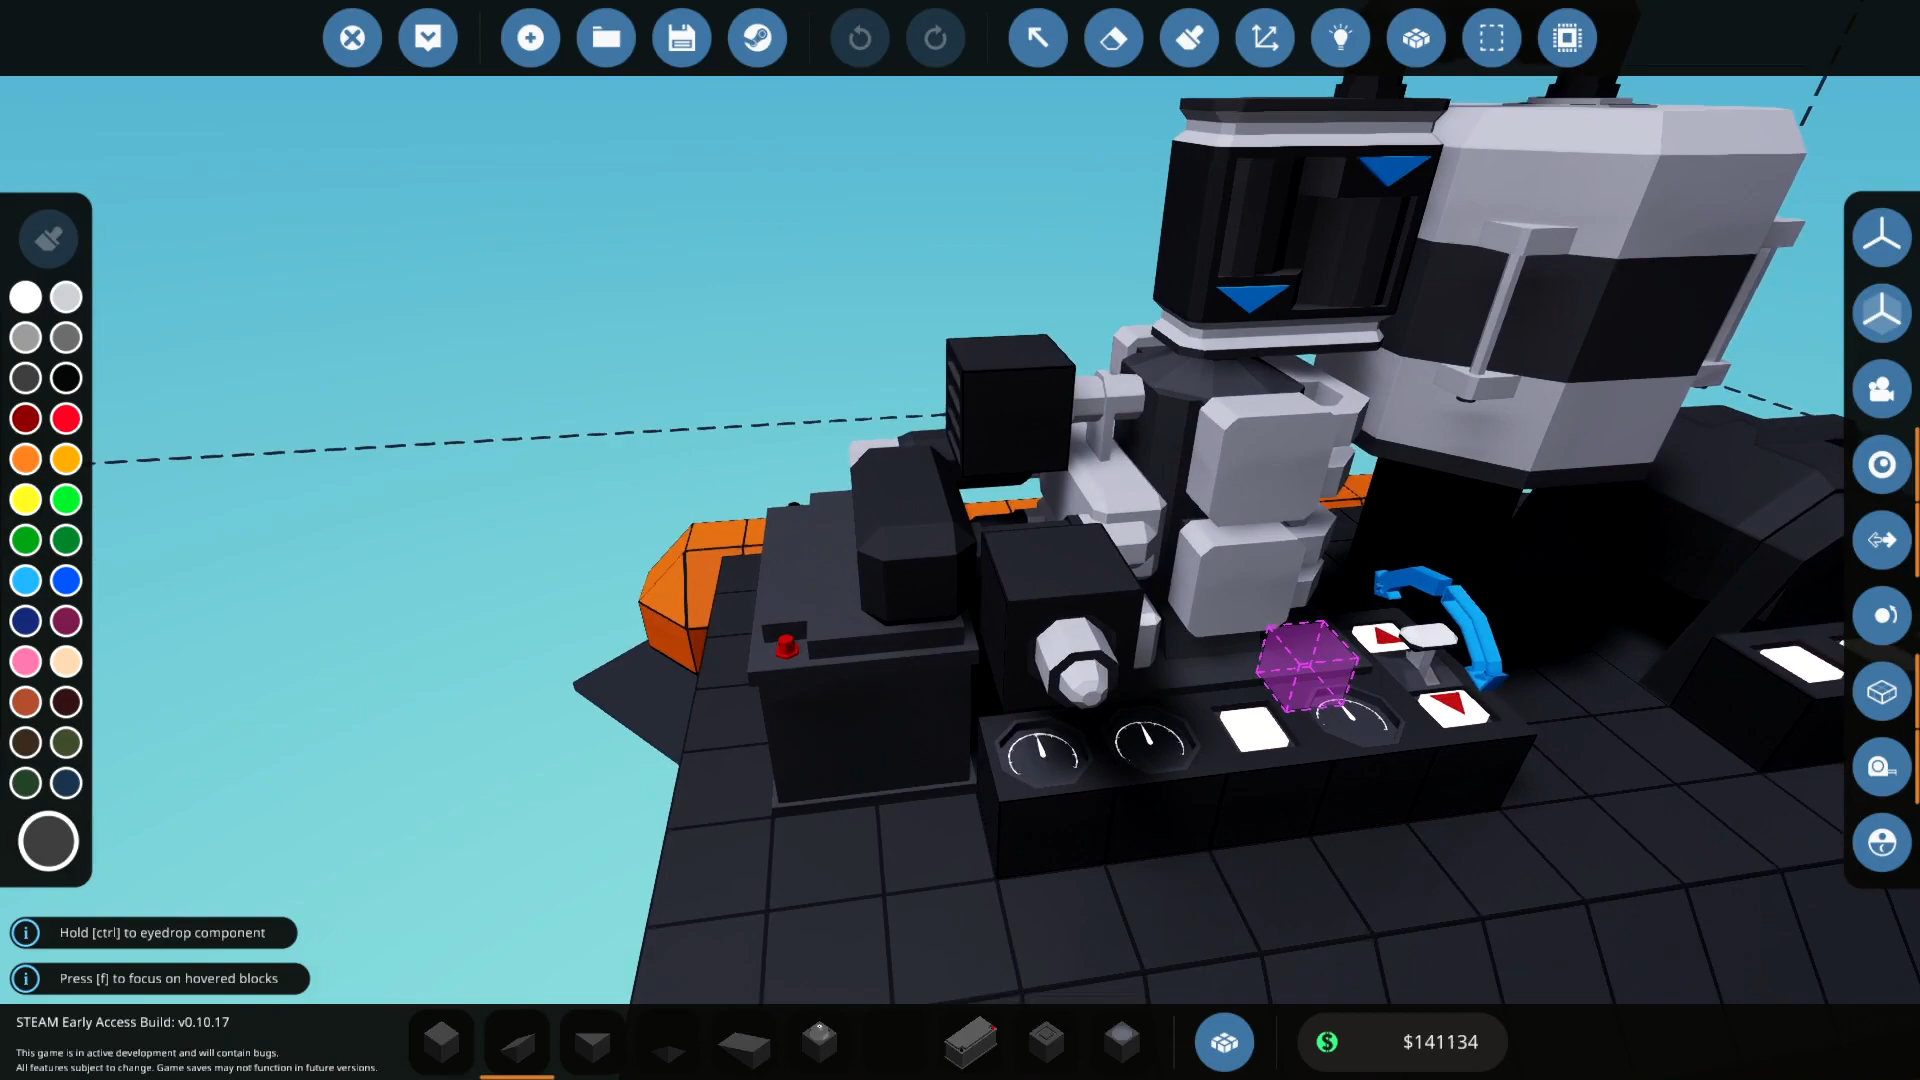 Hold [ctrl] to eyedrop component
Press [f] to focus on hovered blocks
STEAM Early Access Build: v0.10.17
This game is in active development and will contain bugs.
All features subject to change. Game saves may not function in future versions.
$141134